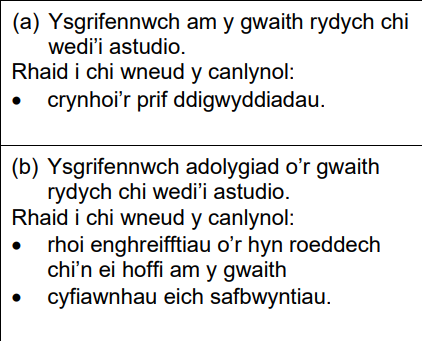 (a) Ysgrifennwch am y gwaith rydych chi
wedi’i astudio.
Rhaid i chi wneud y canlynol:
• crynhoi’r prif ddigwyddiadau.
(b) Ysgrifennwch adolygiad o’r gwaith
rydych chi wedi’i astudio.
Rhaid i chi wneud y canlynol:
• rhoi enghreifftiau o’r hyn roeddech
chi’n ei hoffi am y gwaith
• cyfiawnhau eich safbwyntiau.